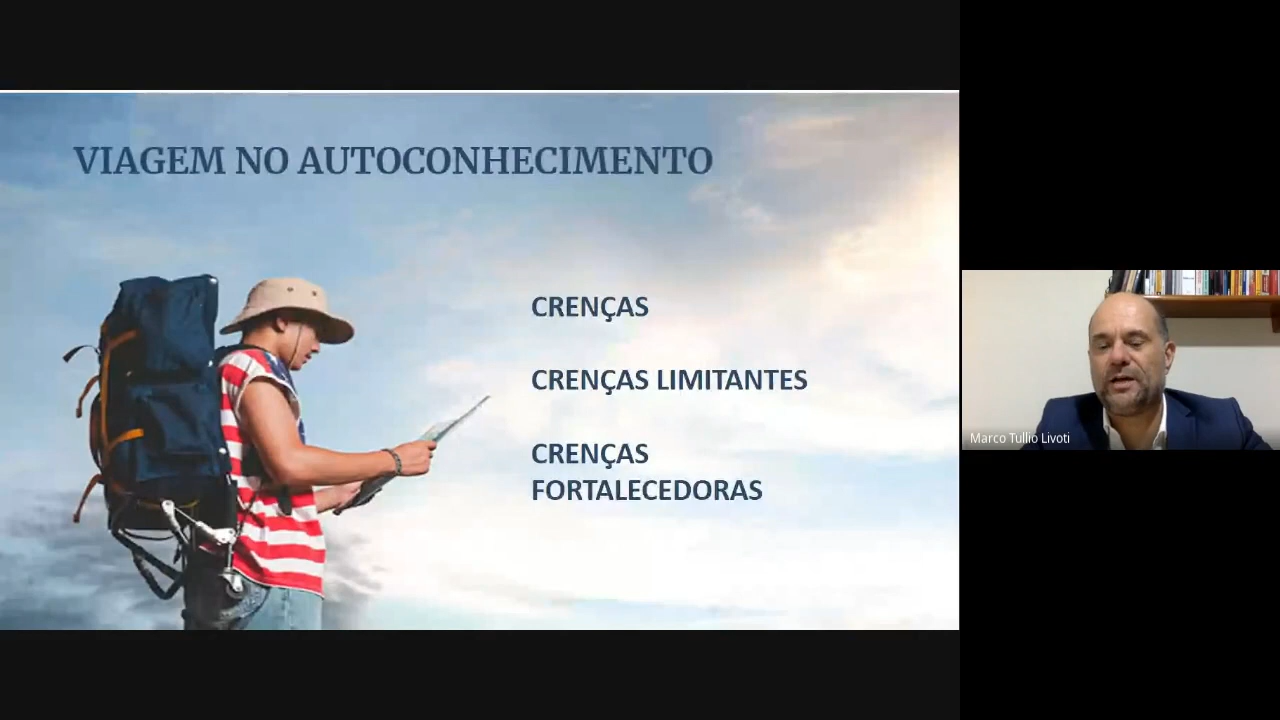 VIAGEM NO AUTOCONHECIMENTO
CRENÇAS
CRENÇAS LIMITANTES
CRENÇAS
FORTALECEDORAS
Marco Tullio Livoti